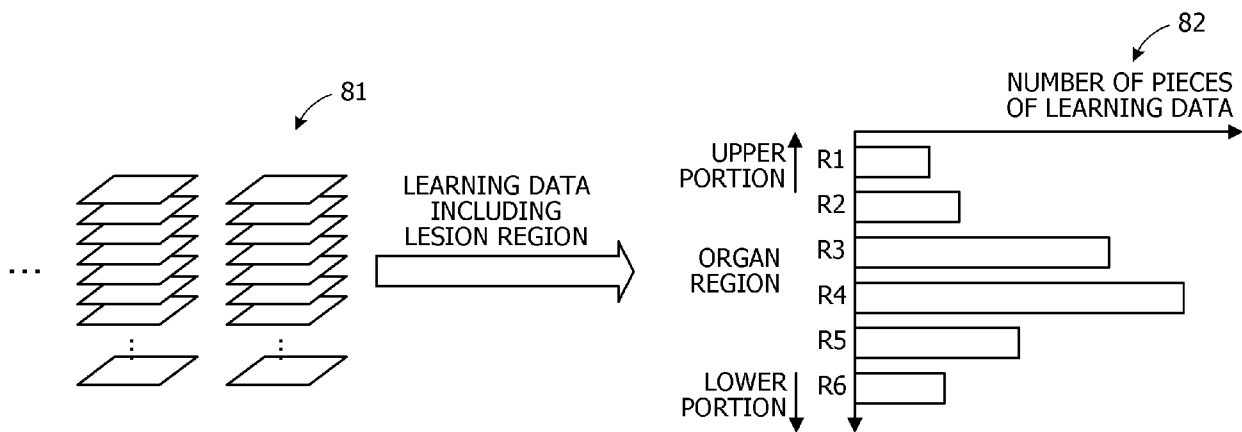 81
...
LEARNING DATA
INCLUDING
LESION REGION
82
NUMBER OF PIECES
OF LEARNING DATA
UPPER
PORTION
ORGAN
REGION
LOWER
PORTION
R1
R2
R3
R4
R5
R6